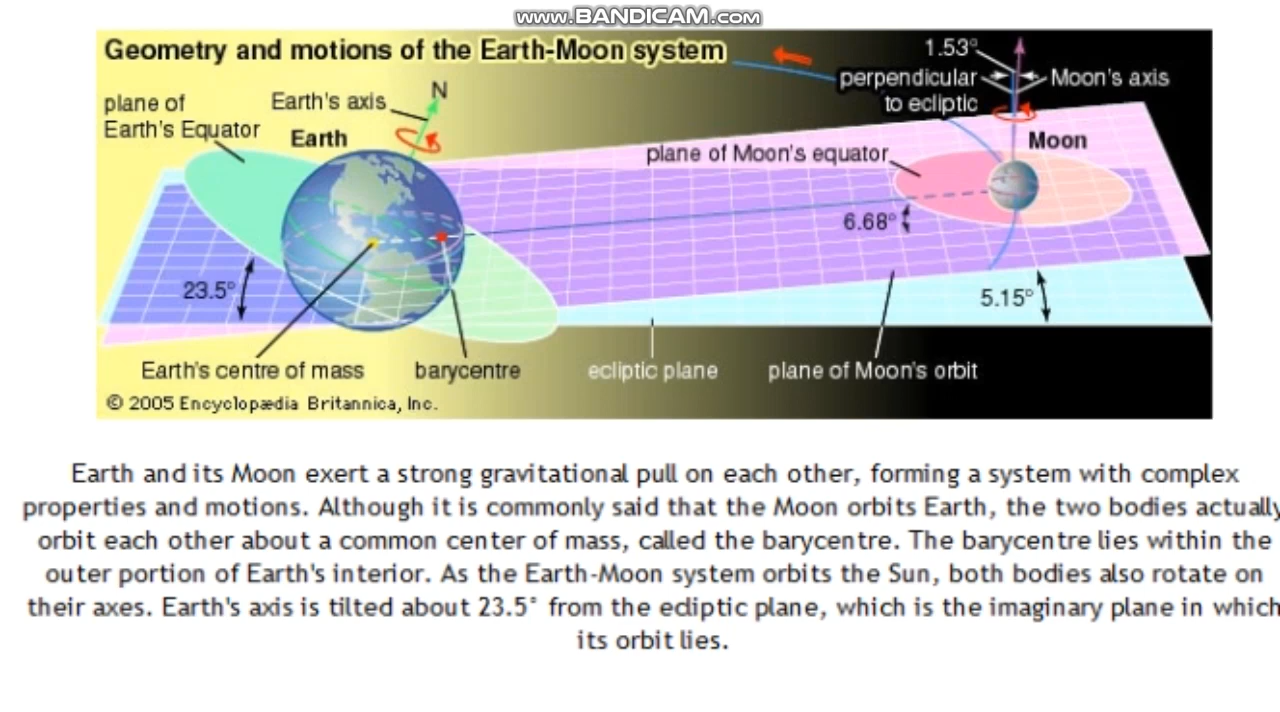 www.BANDICAM.com
Geometry and motions of the Earth-Moon system
1.53°
perpendicular
to ecliptic
Moon's axis
plane of
Earth's Equator
Earth's axis
N
Earth
Moon
plane of Moon's equator
6.68°
23.5°
5.15°
Earth's centre of mass
barycentre
ecliptic plane
plane of Moon's orbit
© 2005 Encyclopædia Britannica, Inc.
Earth and its Moon exert a strong gravitational pull on each other, forming a system with complex
properties and motions. Although it is commonly said that the Moon orbits Earth, the two bodies actually
orbit each other about a common center of mass, called the barycentre. The barycentre lies within the
outer portion of Earth's interior. As the Earth-Moon system orbits the Sun, both bodies also rotate on
their axes. Earth's axis is tilted about 23.5° from the ecliptic plane, which is the imaginary plane in which
its orbit lies.